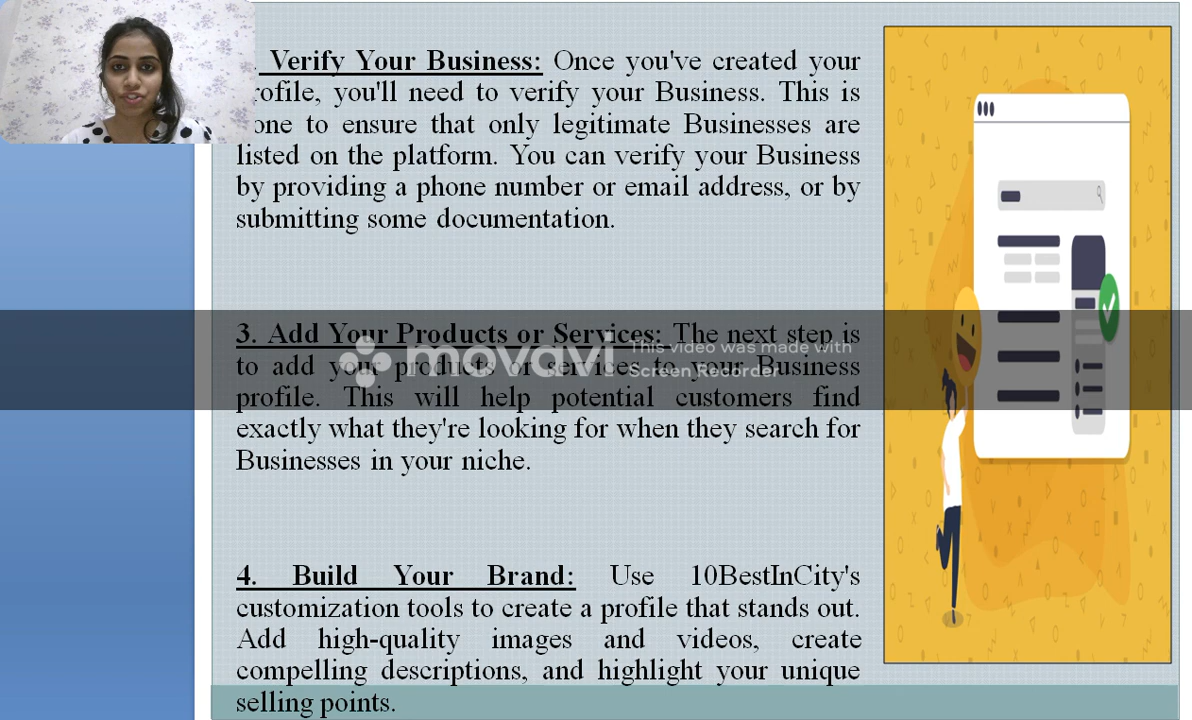 Verify Your Business: Once you've created your
rofile, you'll need to verify your Business. This is
one to ensure that only legitimate Businesses are
listed on the platform. You can verify your Business
by providing a phone number or email address, or by
submitting some documentation.
3. Add Your Products or Services: The next step is
to add your products or services to your Business
profile. This will help potential customers find
exactly what they're looking for when they search for
Businesses in your niche.
movavi
This video was made with
Screen Recorder
4. Build Your Brand: Use 10BestInCity's
customization tools to create a profile that stands out.
Add high-quality images and videos, create
compelling descriptions, and highlight your unique
selling points.